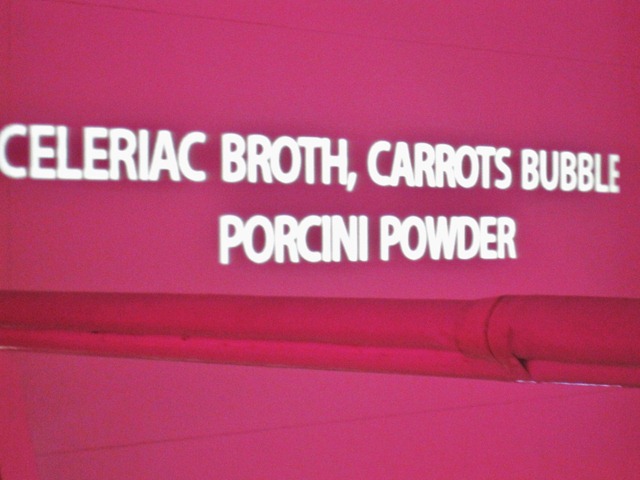 CELERIAC BROTH, CARROTS BUBBLE
PORCINI POWDER